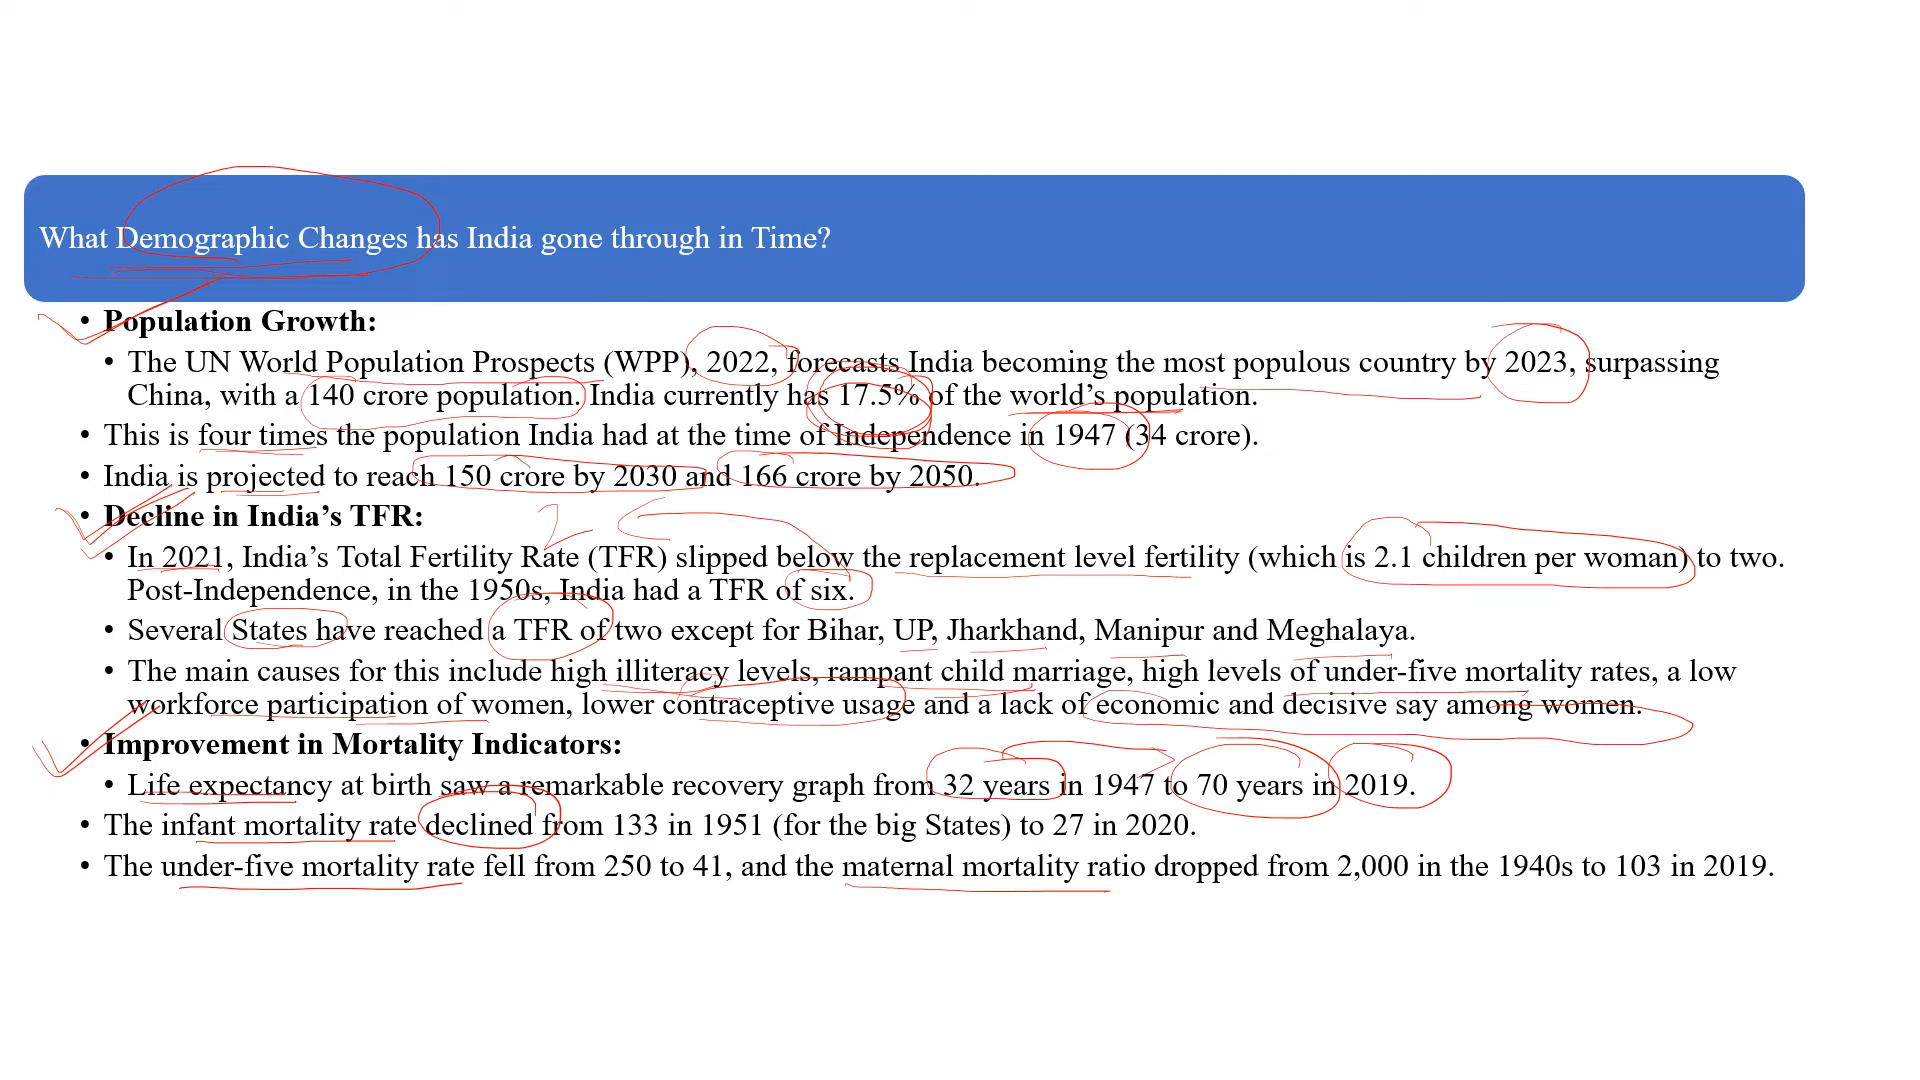 What Demographic Changes has India gone through in Time?
• Population Growth:
• The UN World Population Prospects (WPP), 2022, forecasts India becoming the most populous country by 2023, surpassing
China, with a 140 crore population. India currently has 17.5% of the world’s population.
• This is four times the population India had at the time of Independence in 1947 (34 crore).
• India is projected to reach 150 crore by 2030 and 166 crore by 2050.
• Decline in India’s TFR:
• In 2021, India’s Total Fertility Rate (TFR) slipped below the replacement level fertility (which is 2.1 children per woman) to two.
Post-Independence, in the 1950s, India had a TFR of six.
• Several States have reached a TFR of two except for Bihar, UP, Jharkhand, Manipur and Meghalaya.
• The main causes for this include high illiteracy levels, rampant child marriage, high levels of under-five mortality rates, a low
workforce participation of women, lower contraceptive usage and a lack of economic and decisive say among women.
• Improvement in Mortality Indicators:
• Life expectancy at birth saw a remarkable recovery graph from 32 years in 1947 to 70 years in 2019.
• The infant mortality rate declined from 133 in 1951 (for the big States) to 27 in 2020.
• The under-five mortality rate fell from 250 to 41, and the maternal mortality ratio dropped from 2,000 in the 1940s to 103 in 2019.